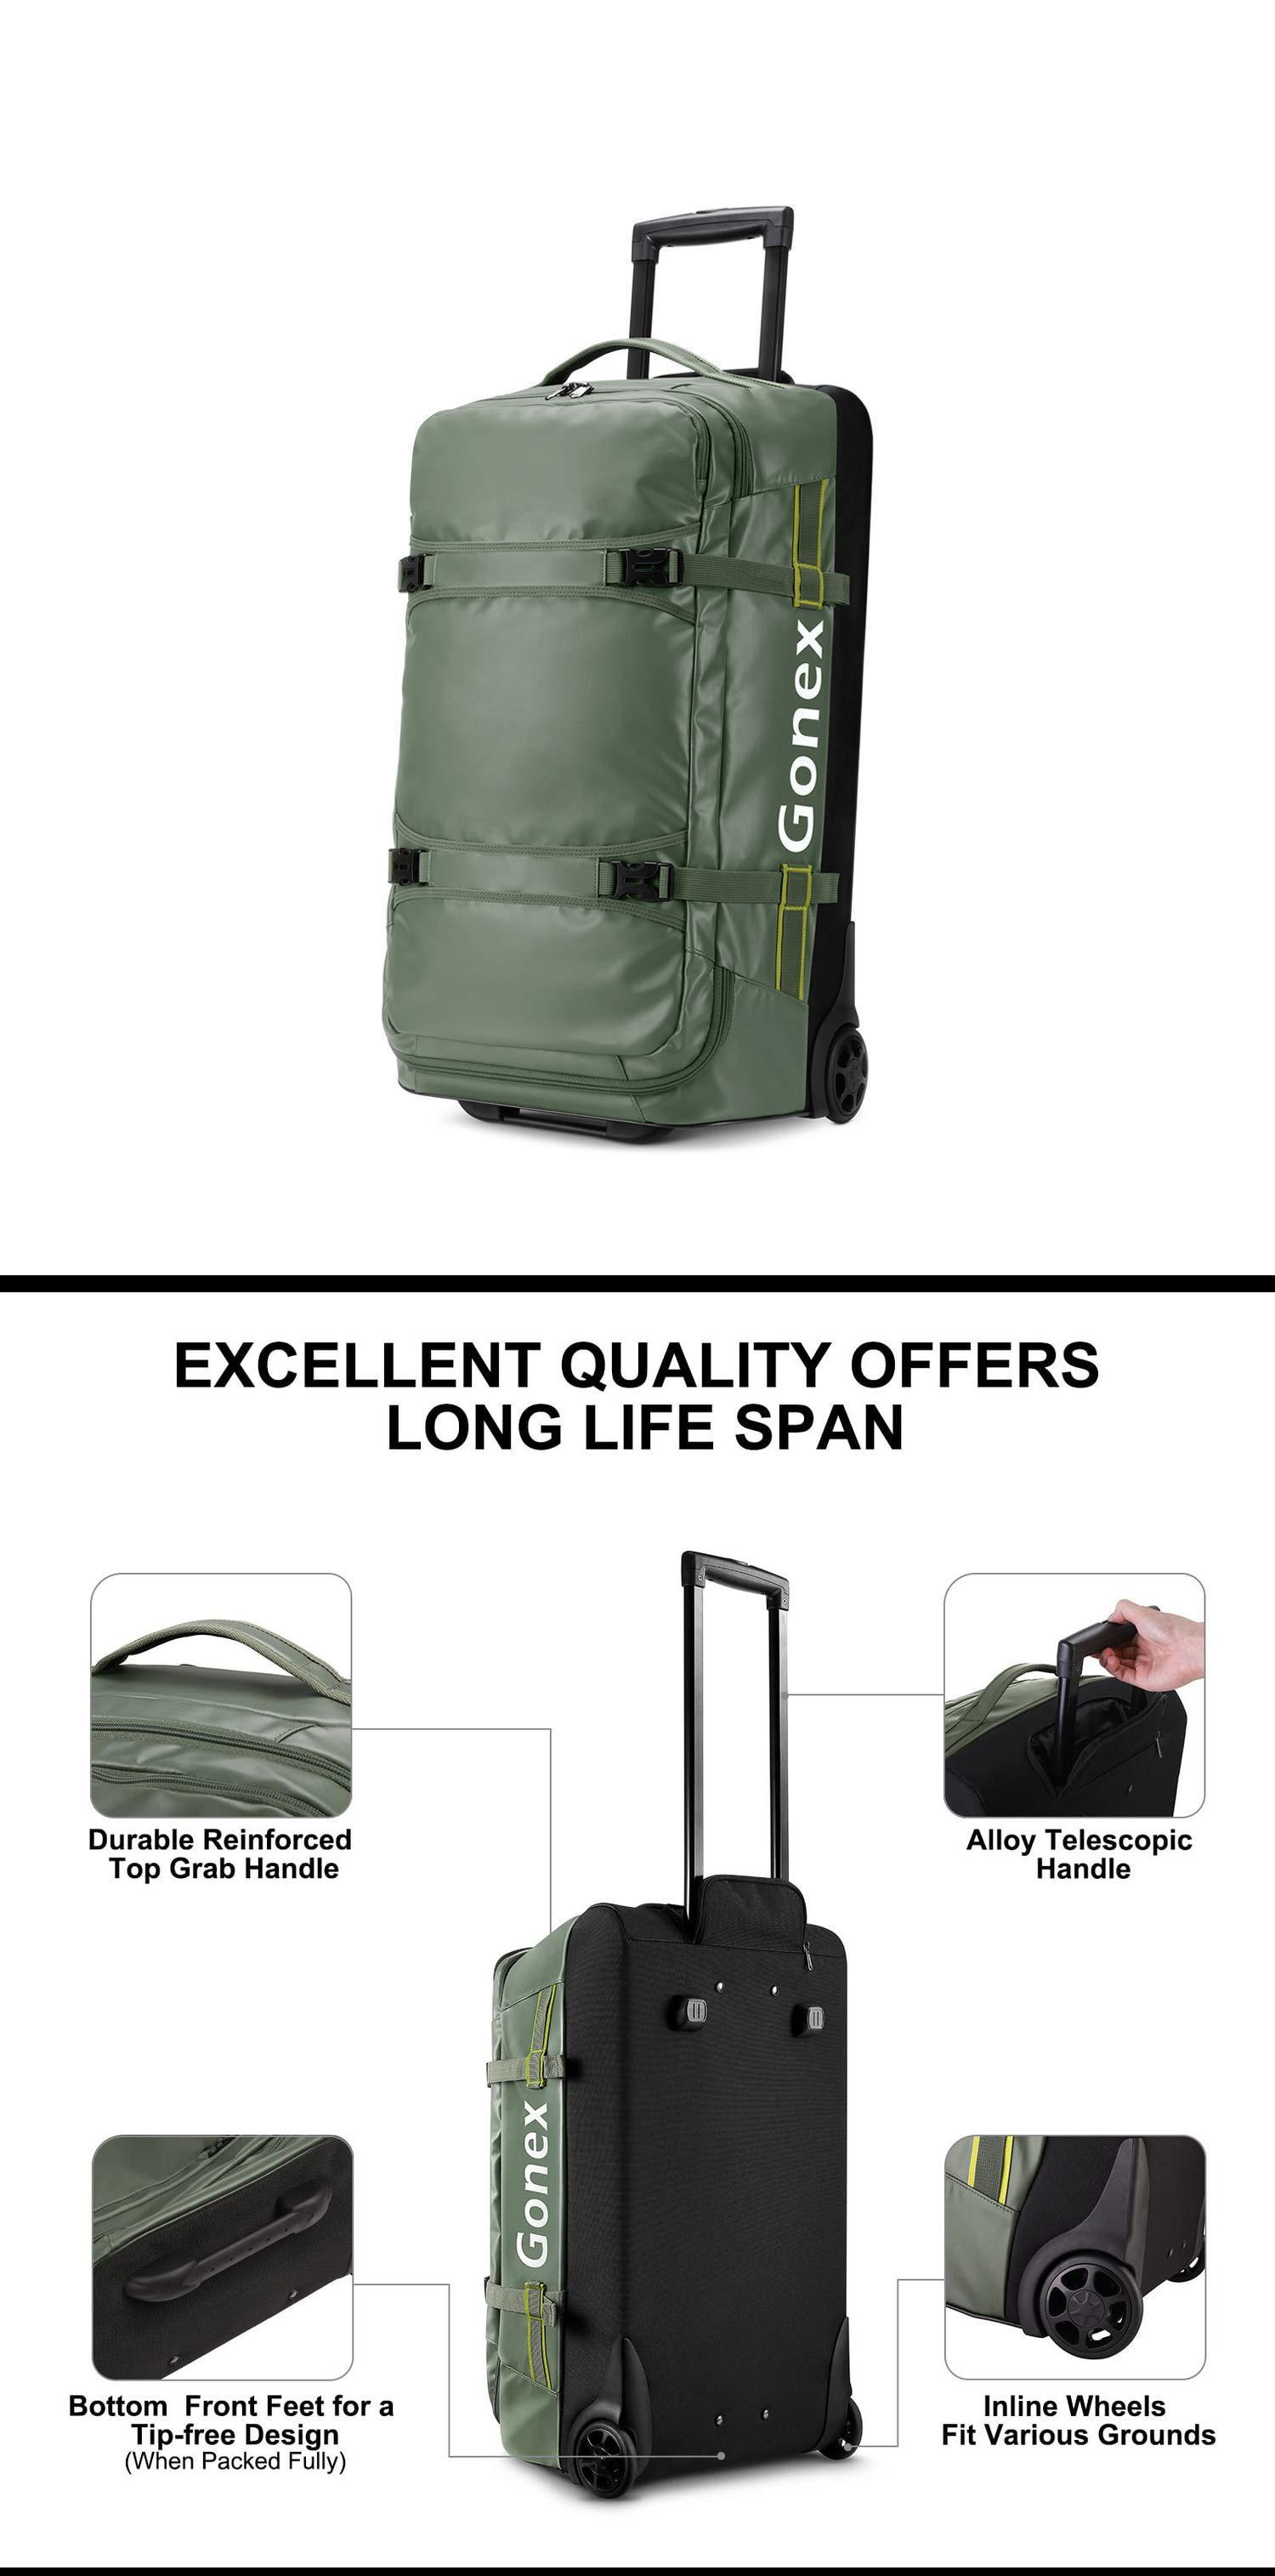 Gonex
EXCELLENT QUALITY OFFERS
LONG LIFE SPAN
Durable Reinforced
Top Grab Handle
Alloy Telescopic
Handle
Gonex
Bottom Front Feet for a
Tip-free Design
(When Packed Fully)
Inline Wheels
Fit Various Grounds